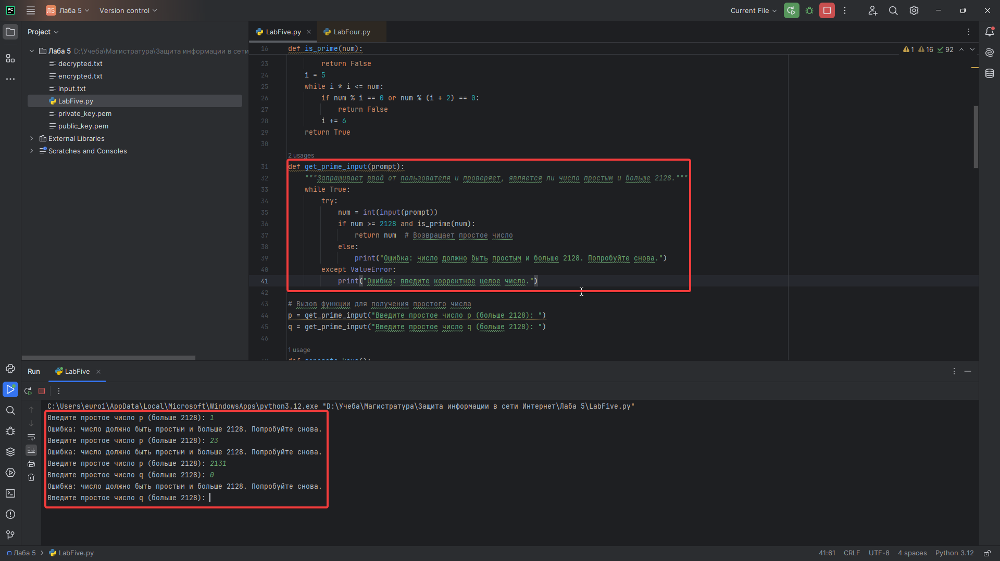 PC
Л5 Лаба 5
Version control
Current File
Project
LabFive.py
LabFour.py
Лаба 5 D:\Учеба\Магистратура\Защита информации в сети
decrypted.txt
encrypted.txt
input.txt
LabFive.py
private_key.pem
public_key.pem
External Libraries
Scratches and Consoles
1 16 92
16 def is_prime(num):
23 return False
24 i = 5
25 while i * i <= num:
26 if num % i == 0 or num % (i + 2) == 0:
27 return False
28 i += 6
29 return True
30
2 usages
31 def get_prime_input(prompt):
32 """Запрашивает ввод от пользователя и проверяет, является ли число простым и больше 2128."""
33 while True:
34 try:
35 num = int(input(prompt))
36 if num >= 2128 and is_prime(num):
37 return num  # Возвращает простое число
38 else:
39 print("Ошибка: число должно быть простым и больше 2128. Попробуйте снова.")
40 except ValueError:
41 print("Ошибка: введите корректное целое число.")
42
43 # Вызов функции для получения простого числа
44 p = get_prime_input("Введите простое число p (больше 2128): ")
45 q = get_prime_input("Введите простое число q (больше 2128): ")
46
1 usage
Run LabFive
C:\Users\euro1\AppData\Local\Microsoft\WindowsApps\python3.12.exe "D:\Учеба\Магистратура\Защита информации в сети Интернет\Лаба 5\LabFive.py"
Введите простое число p (больше 2128): 1
Ошибка: число должно быть простым и больше 2128. Попробуйте снова.
Введите простое число p (больше 2128): 23
Ошибка: число должно быть простым и больше 2128. Попробуйте снова.
Введите простое число p (больше 2128): 2131
Введите простое число q (больше 2128): 0
Ошибка: число должно быть простым и больше 2128. Попробуйте снова.
Введите простое число q (больше 2128):
Лаба 5 > LabFive.py
41:61 CRLF UTF-8 4 spaces Python 3.12